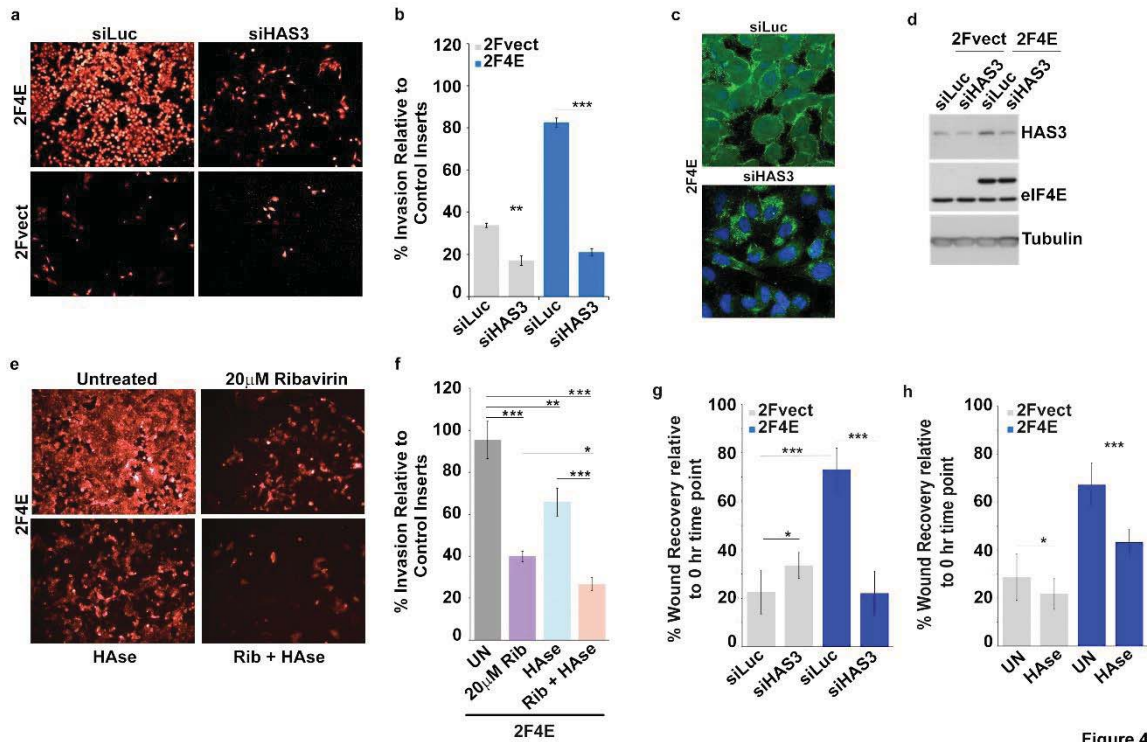 a
siLuc
siHAS3
2F4E
2Fvect
b
2Fvect
2F4E
% Invasion Relative to
Control Inserts
120
100
80
60
40
20
0
**
***
siLuc
siHAS3
siLuc
siHAS3
c
siLuc
2F4E
siHAS3
d
2Fvect
2F4E
siLuc
siHAS3
siLuc
siHAS3
HAS3
eIF4E
Tubulin
e
Untreated
20μM Ribavirin
2F4E
HAse
Rib + HAse
f
% Invasion Relative to
Control Inserts
120
100
80
60
40
20
0
***
**
***
*
***
UN
20μM Rib
HAse
Rib + HAse
2F4E
g
2Fvect
2F4E
% Wound Recovery relative
to 0 hr time point
100
80
60
40
20
0
***
***
*
siLuc
siHAS3
siLuc
siHAS3
h
2Fvect
2F4E
% Wound Recovery relative
to 0 hr time point
100
80
60
40
20
0
*
***
UN
HAse
UN
HAse
Figure 4